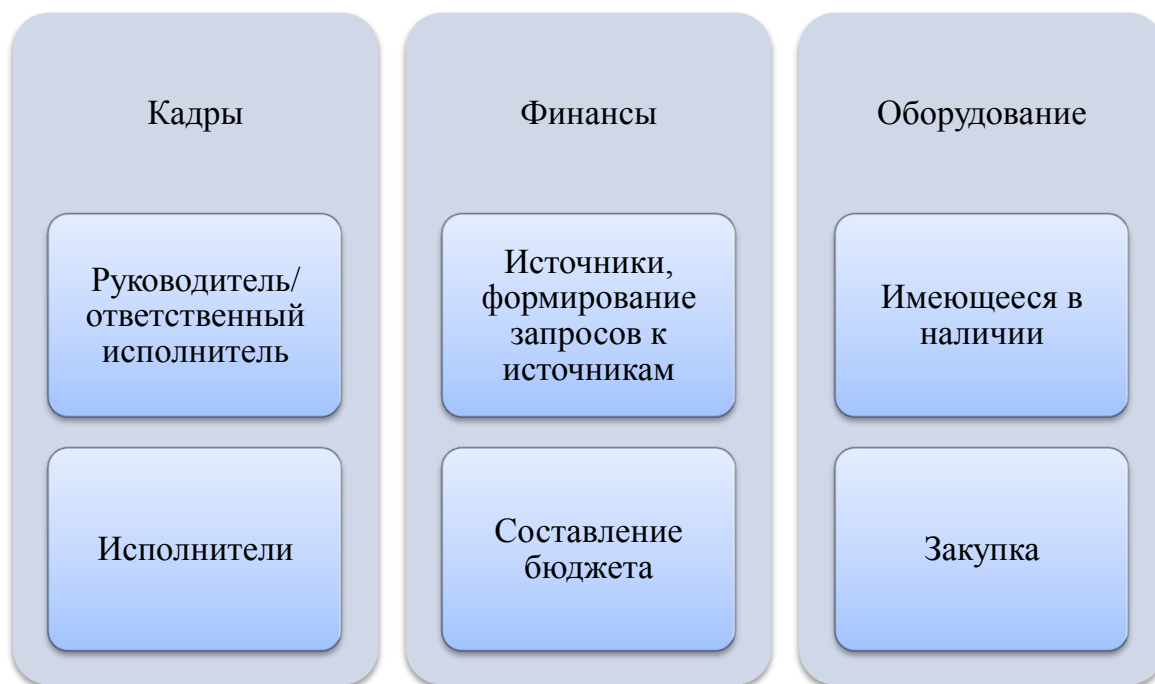 Кадры
Руководитель/
ответственный
исполнитель
Исполнители
Финансы
Источники,
формирование
запросов к
источникам
Составление
бюджета
Оборудование
Имеющееся в
наличии
Закупка